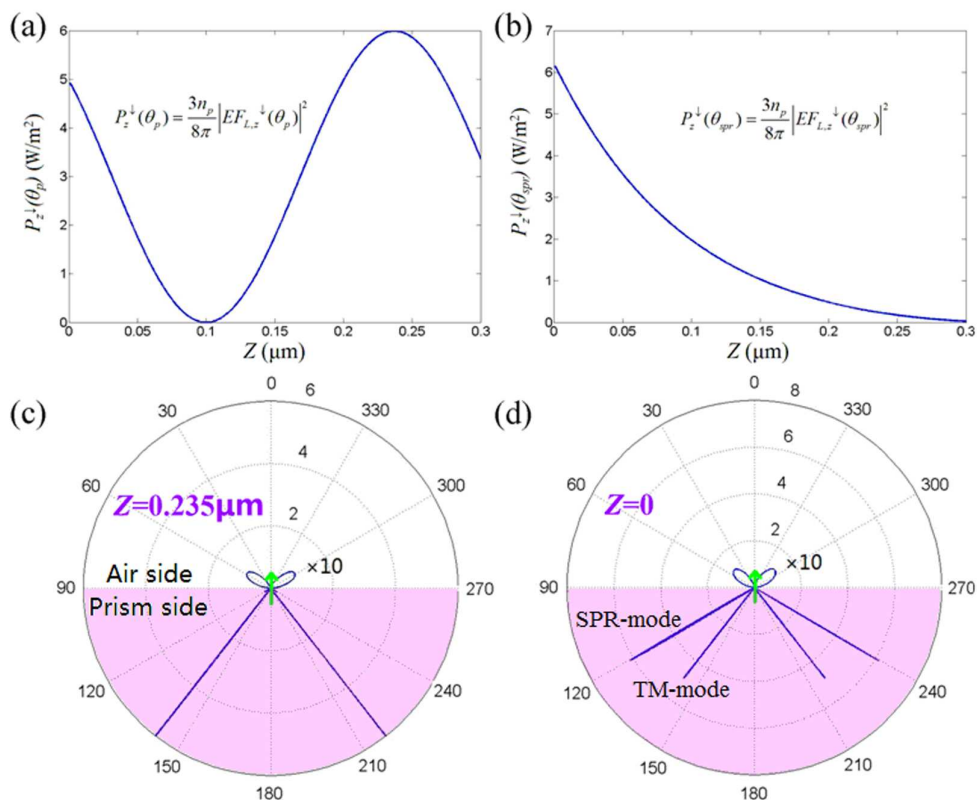 (a)
6
5
4
3
2
1
0
P_z↓(θ_p) (W/m²)
P_z↓(θ_p) = 3n_p/8π |EF_{L,z}↓(θ_p)|²
0 0.05 0.1 0.15 0.2 0.25 0.3
Z (μm)
(b)
7
6
5
4
3
2
1
0
P_z↓(θ_spr) (W/m²)
P_z↓(θ_spr) = 3n_p/8π |EF_{L,z}↓(θ_spr)|²
0 0.05 0.1 0.15 0.2 0.25 0.3
Z (μm)
(c)
0 6
30 330
4
60 300
Z=0.235μm
2
×10
Air side
90 270
Prism side
120 240
150 210
180
(d)
0 8
30 330
6
4
60 300
Z=0
2
×10
90 270
SPR-mode
TM-mode
120 240
150 210
180